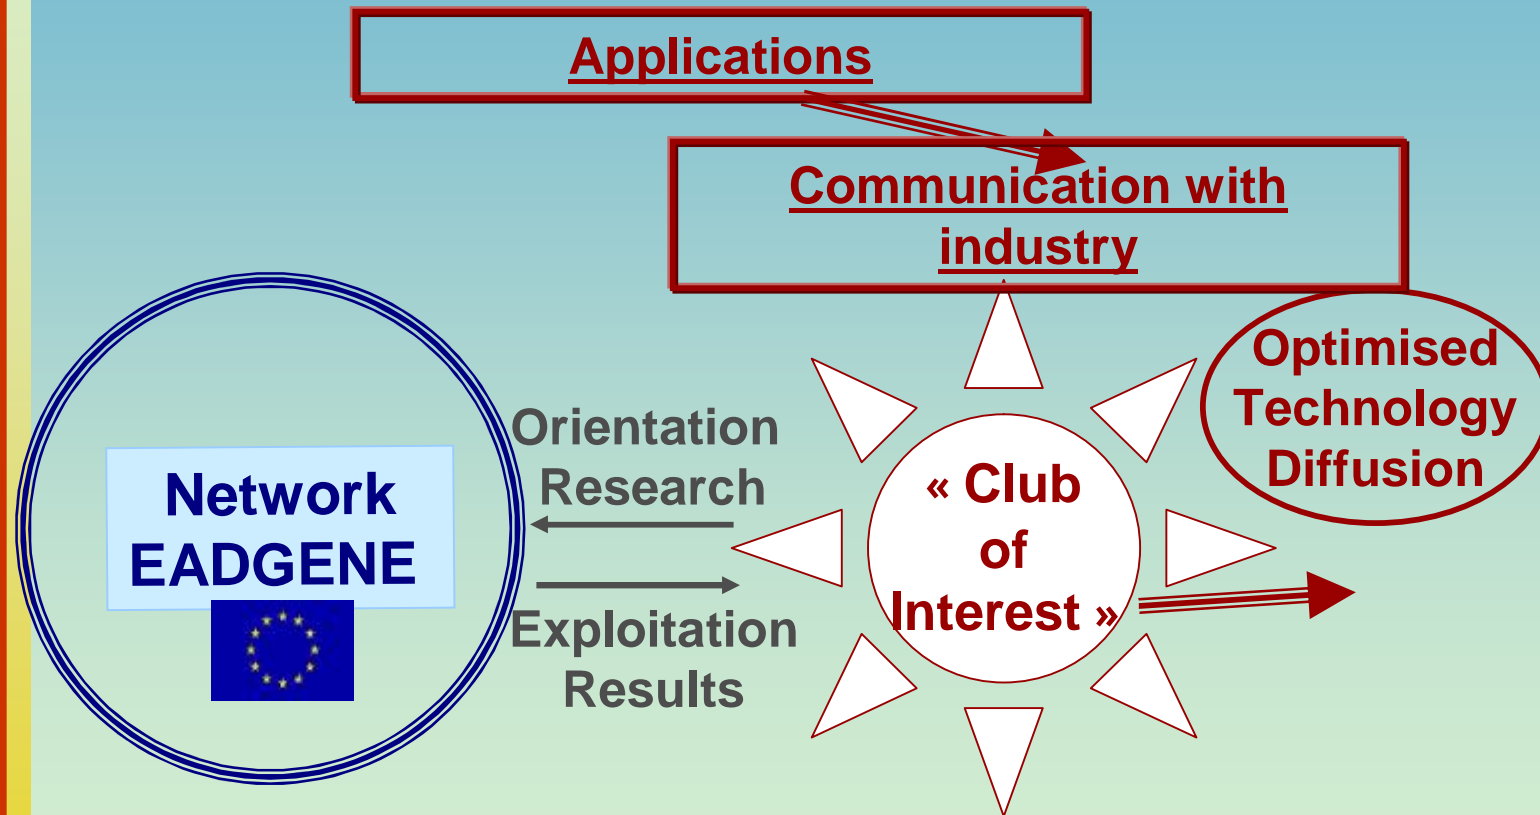 Applications
Communication with
industry
Optimised
Technology
Diffusion
Orientation
Research
« Club
of
Interest »
Network
EADGENE
Exploitation
Results